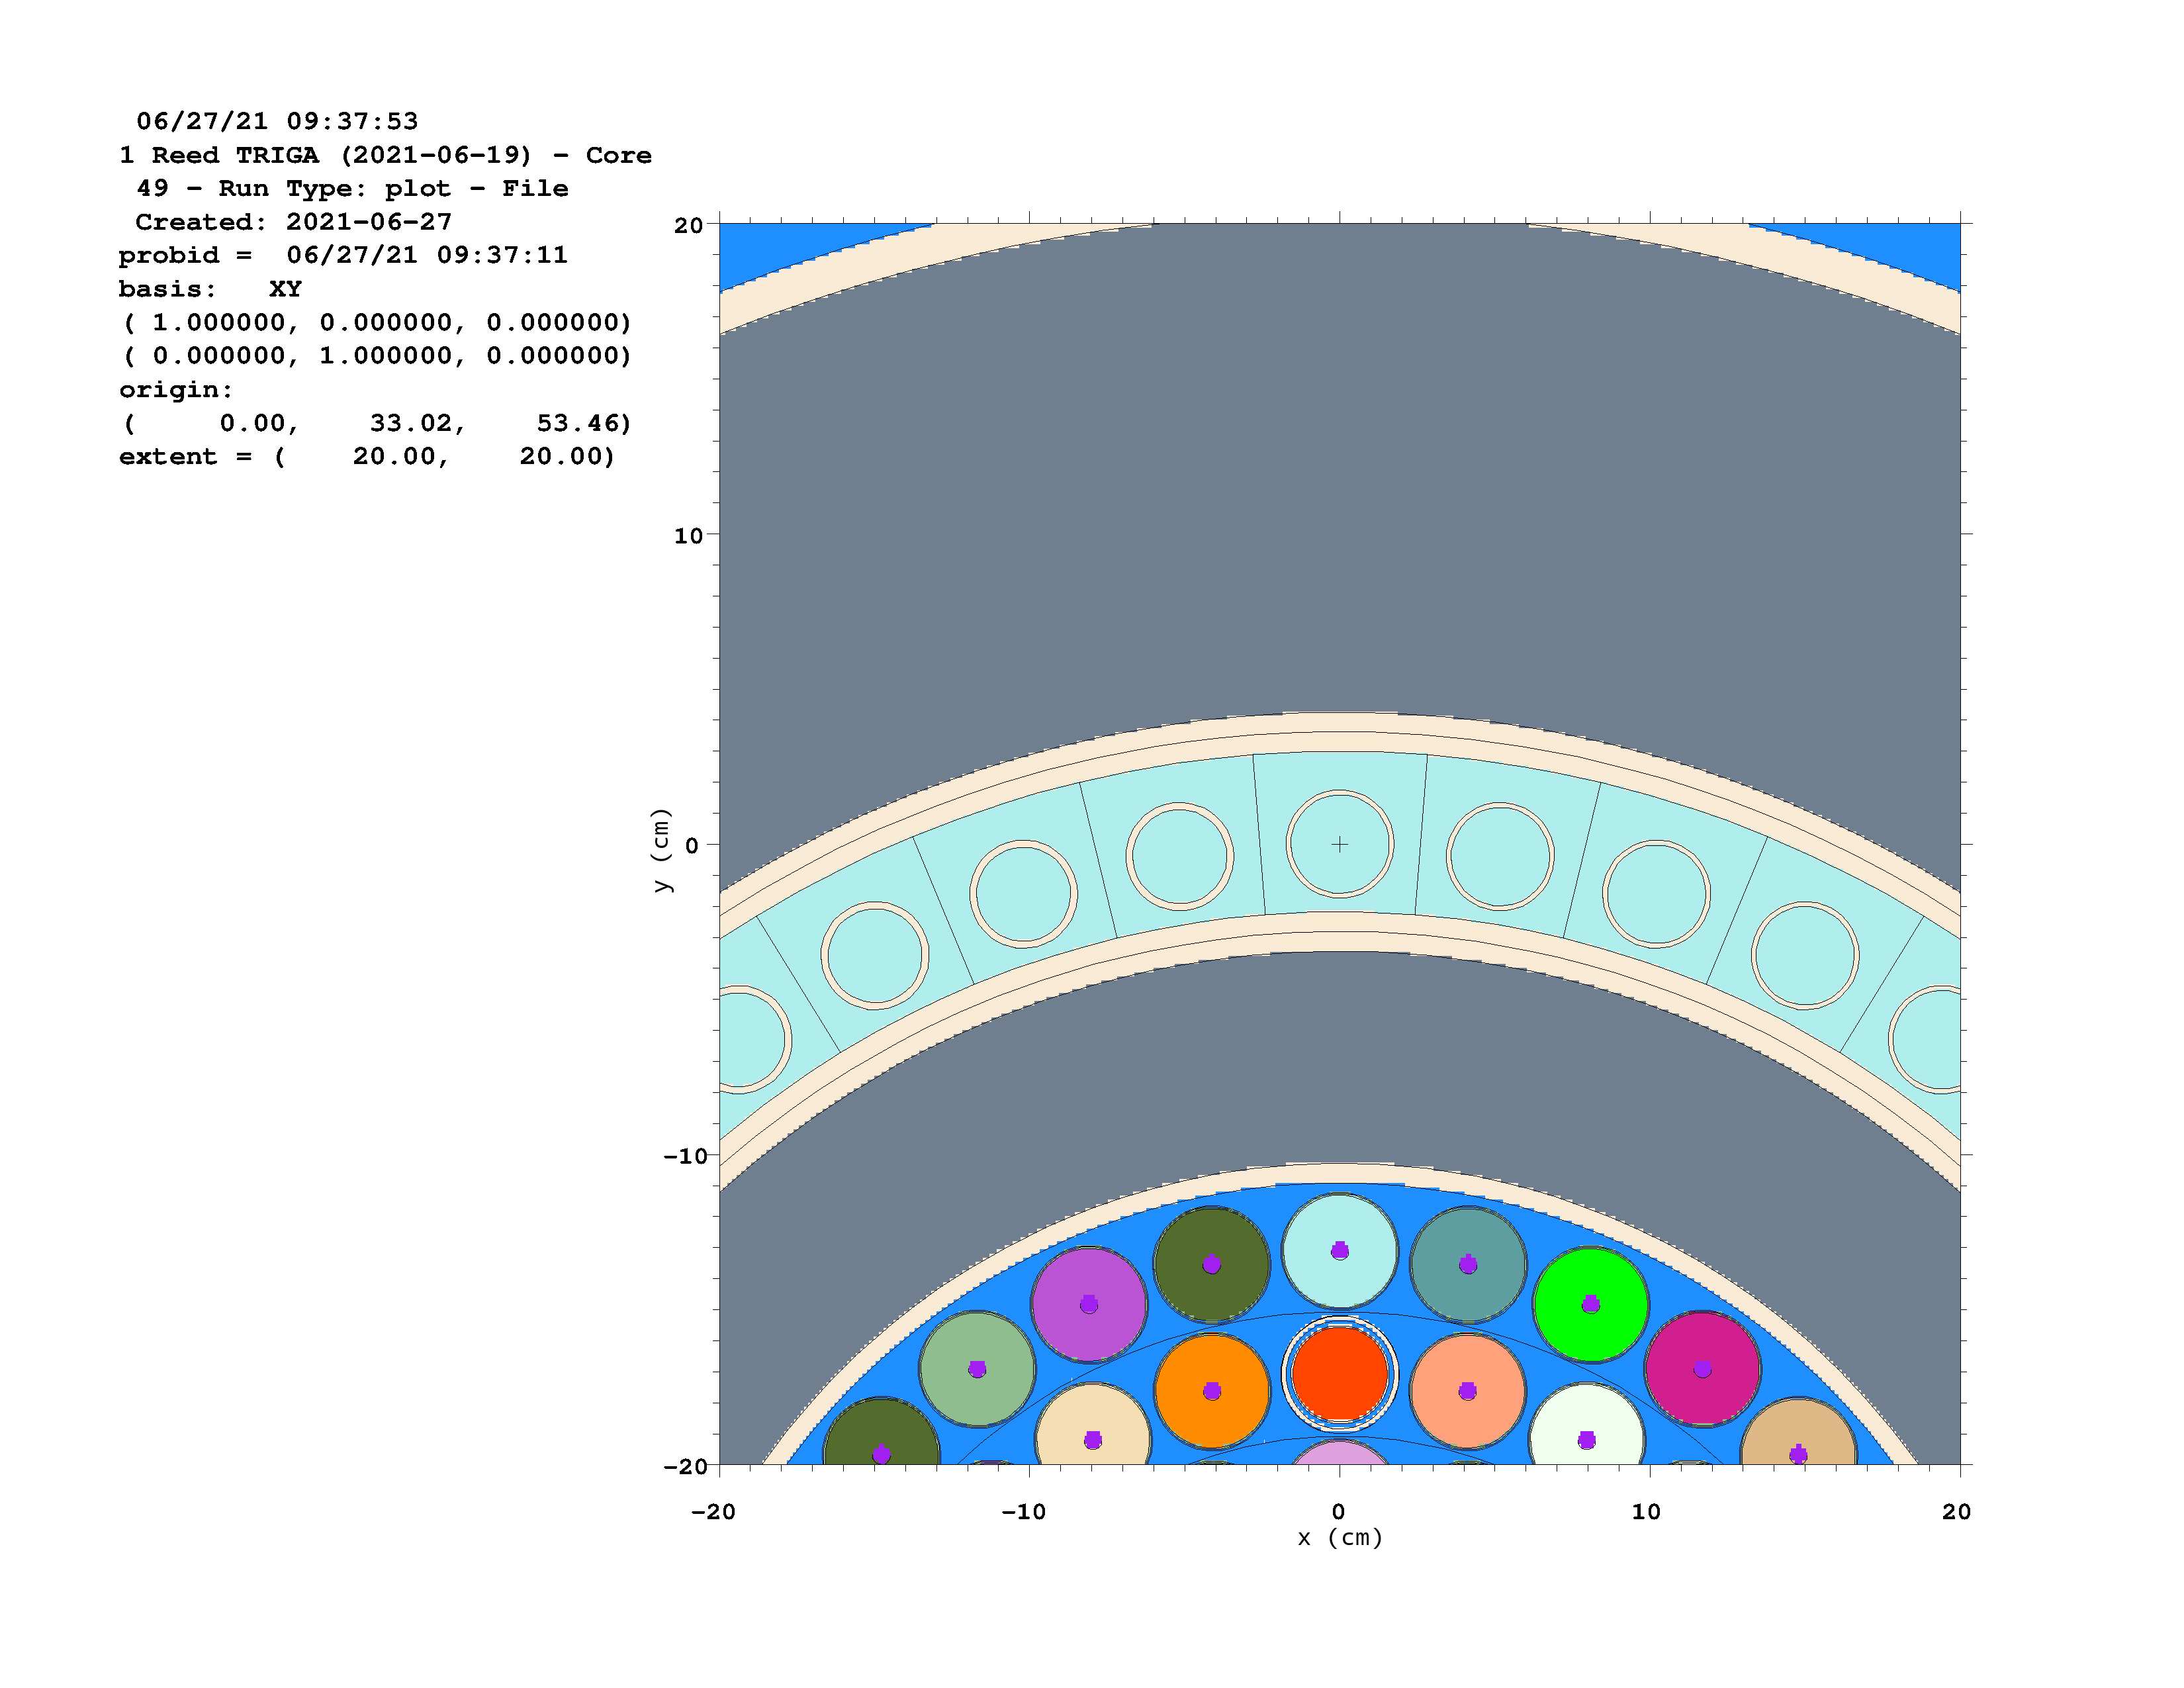 06/27/21 09:37:53
1 Reed TRIGA (2021-06-19) - Core
49 - Run Type: plot - File
Created: 2021-06-27
probid = 06/27/21 09:37:11
basis: XY
( 1.000000, 0.000000, 0.000000)
( 0.000000, 1.000000, 0.000000)
origin:
( 0.00, 33.02, 53.46)
extent = ( 20.00, 20.00)
20
10
0
-10
-20
y (cm)
-20 -10 0 10 20
x (cm)